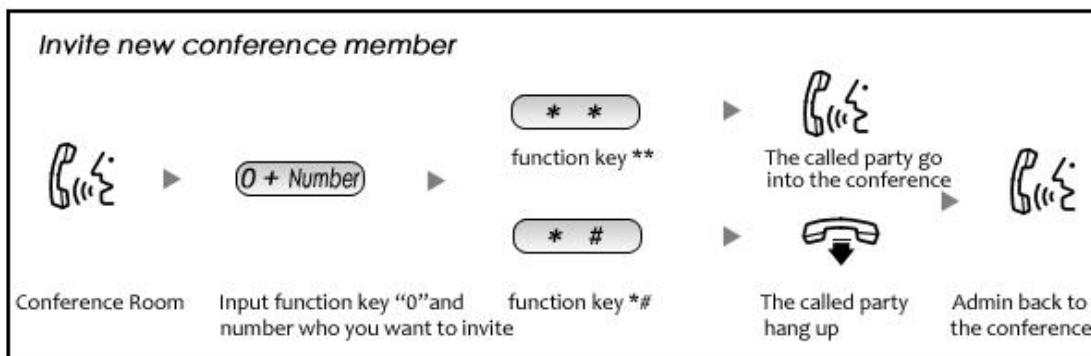 Invite new conference member
* *
function key **
The called party go
into the conference
0 + Number
* #
Conference Room
Input function key “0”and
number who you want to invite
function key *#
The called party
hang up
Admin back to
the conference